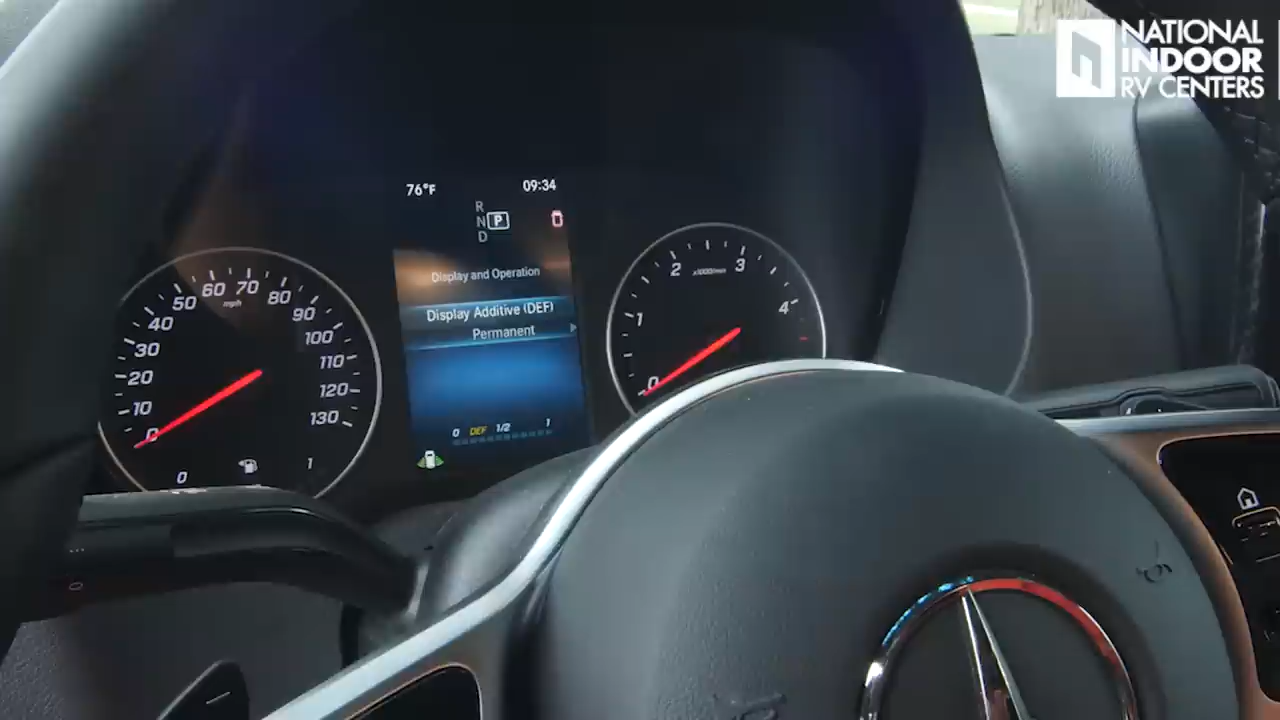 NATIONAL
INDOOR
RV CENTERS
76°F
09:34
R
N
P
D
Display and Operation
Display Additive (DEF)
Permanent
0 DEF 1/2 1
0
10
20
30
40
50
60
70
80
90
100
110
120
130
mph
0 1
0
1
2
3
4
x1000/min